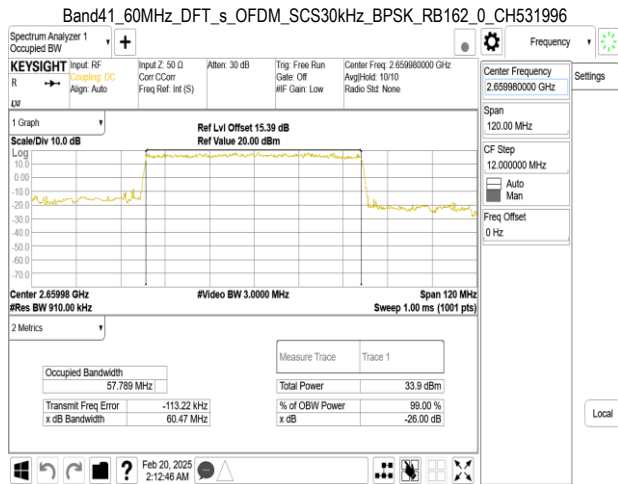 Band41_60MHz_DFT_s_OFDM_SCS30kHz_BPSK_RB162_0_CH531996
Spectrum Analyzer 1
Occupied BW
Frequency
KEYSIGHT
R
Input: RF
Coupling: DC
Align: Auto
Input Z: 50 Ω
Corr CCorr
Freq Ref: Int (S)
Atten: 30 dB
Trig: Free Run
Gate: Off
#IF Gain: Low
Center Freq: 2.659980000 GHz
Avg|Hold: 10/10
Radio Std: None
Center Frequency
2.659980000 GHz
Settings
Span
120.00 MHz
CF Step
12.000000 MHz
Auto
Man
Freq Offset
0 Hz
Local
1 Graph
Scale/Div 10.0 dB
Ref Lvl Offset 15.39 dB
Ref Value 20.00 dBm
Log
10.0
0.00
-10.0
-20.0
-30.0
-40.0
-50.0
-60.0
-70.0
Center 2.65998 GHz
#Res BW 910.00 kHz
#Video BW 3.0000 MHz
Span 120 MHz
Sweep 1.00 ms (1001 pts)
2 Metrics
Measure Trace Trace 1
Occupied Bandwidth
57.789 MHz
Total Power 33.9 dBm
Transmit Freq Error -113.22 kHz
% of OBW Power 99.00 %
x dB Bandwidth 60.47 MHz
x dB -26.00 dB
?
Feb 20, 2025
2:12:46 AM